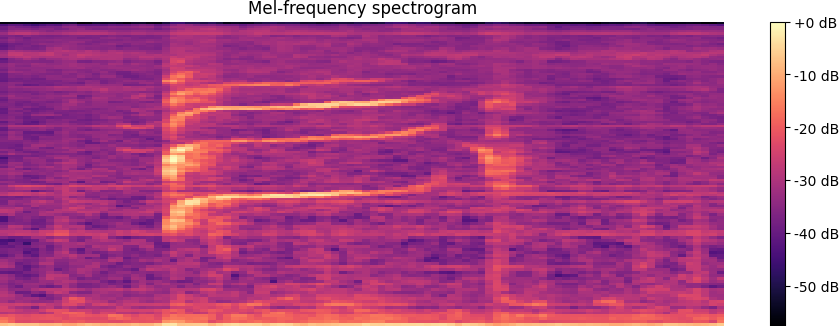 Mel-frequency spectrogram
+0 dB
-10 dB
-20 dB
-30 dB
-40 dB
-50 dB